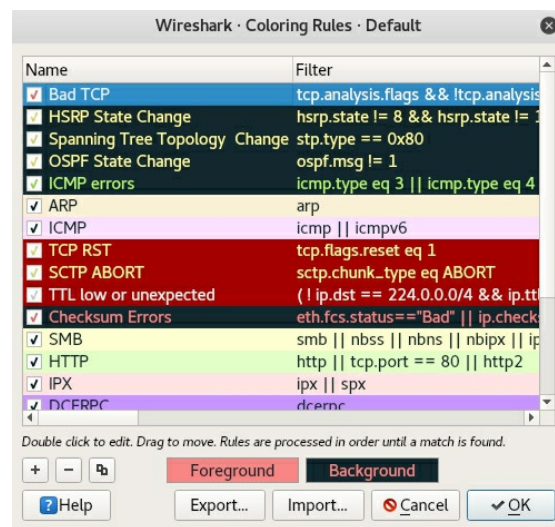 Wireshark · Coloring Rules · Default
Name Filter
Bad TCP tcp.analysis.flags && !tcp.analysis
HSRP State Change hsrp.state != 8 && hsrp.state != 1
Spanning Tree Topology Change stp.type == 0x80
OSPF State Change ospf.msg != 1
ICMP errors icmp.type eq 3 || icmp.type eq 4
ARP arp
ICMP icmp || icmpv6
TCP RST tcp.flags.reset eq 1
SCTP ABORT sctp.chunk_type eq ABORT
TTL low or unexpected ( ! ip.dst == 224.0.0.0/4 && ip.ttl
Checksum Errors eth.fcs.status=="Bad" || ip.check
SMB smb || nbss || nbns || nbipx || ip
HTTP http || tcp.port == 80 || http2
IPX ipx || spx
DCERPC dcerpc
Double click to edit. Drag to move. Rules are processed in order until a match is found.
+ − Foreground Background
?Help Export... Import... Cancel OK